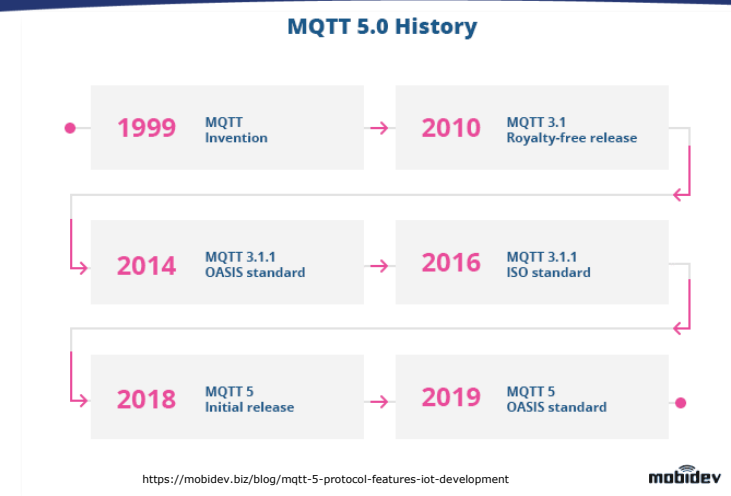 MQTT 5.0 History
1999
MQTT
Invention
2010
MQTT 3.1
Royalty-free release
2014
MQTT 3.1.1
OASIS standard
2016
MQTT 3.1.1
ISO standard
2018
MQTT 5
Initial release
2019
MQTT 5
OASIS standard
https://mobidev.biz/blog/mqtt-5-protocol-features-iot-development
mobidev